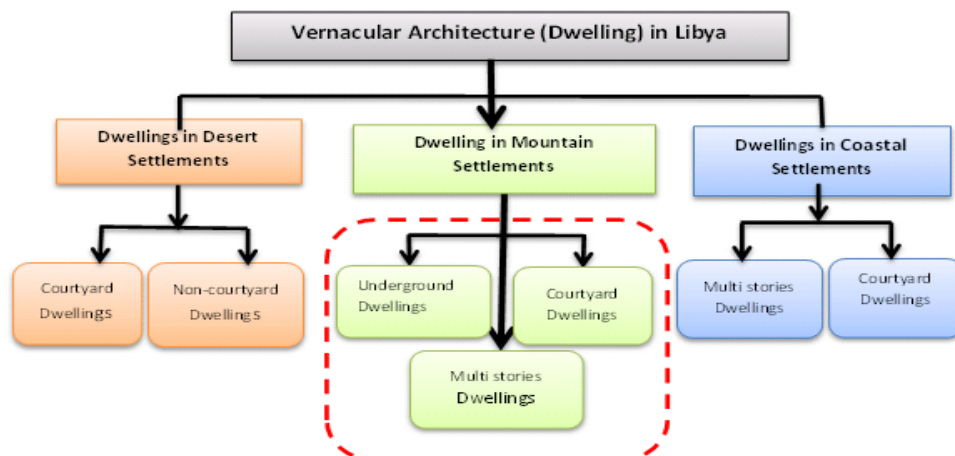 Vernacular Architecture (Dwelling) in Libya
Dwellings in Desert
Settlements
Dwelling in Mountain
Settlements
Dwellings in Coastal
Settlements
Courtyard
Dwellings
Non-courtyard
Dwellings
Underground
Dwellings
Courtyard
Dwellings
Multi stories
Dwellings
Multi stories
Dwellings
Courtyard
Dwellings